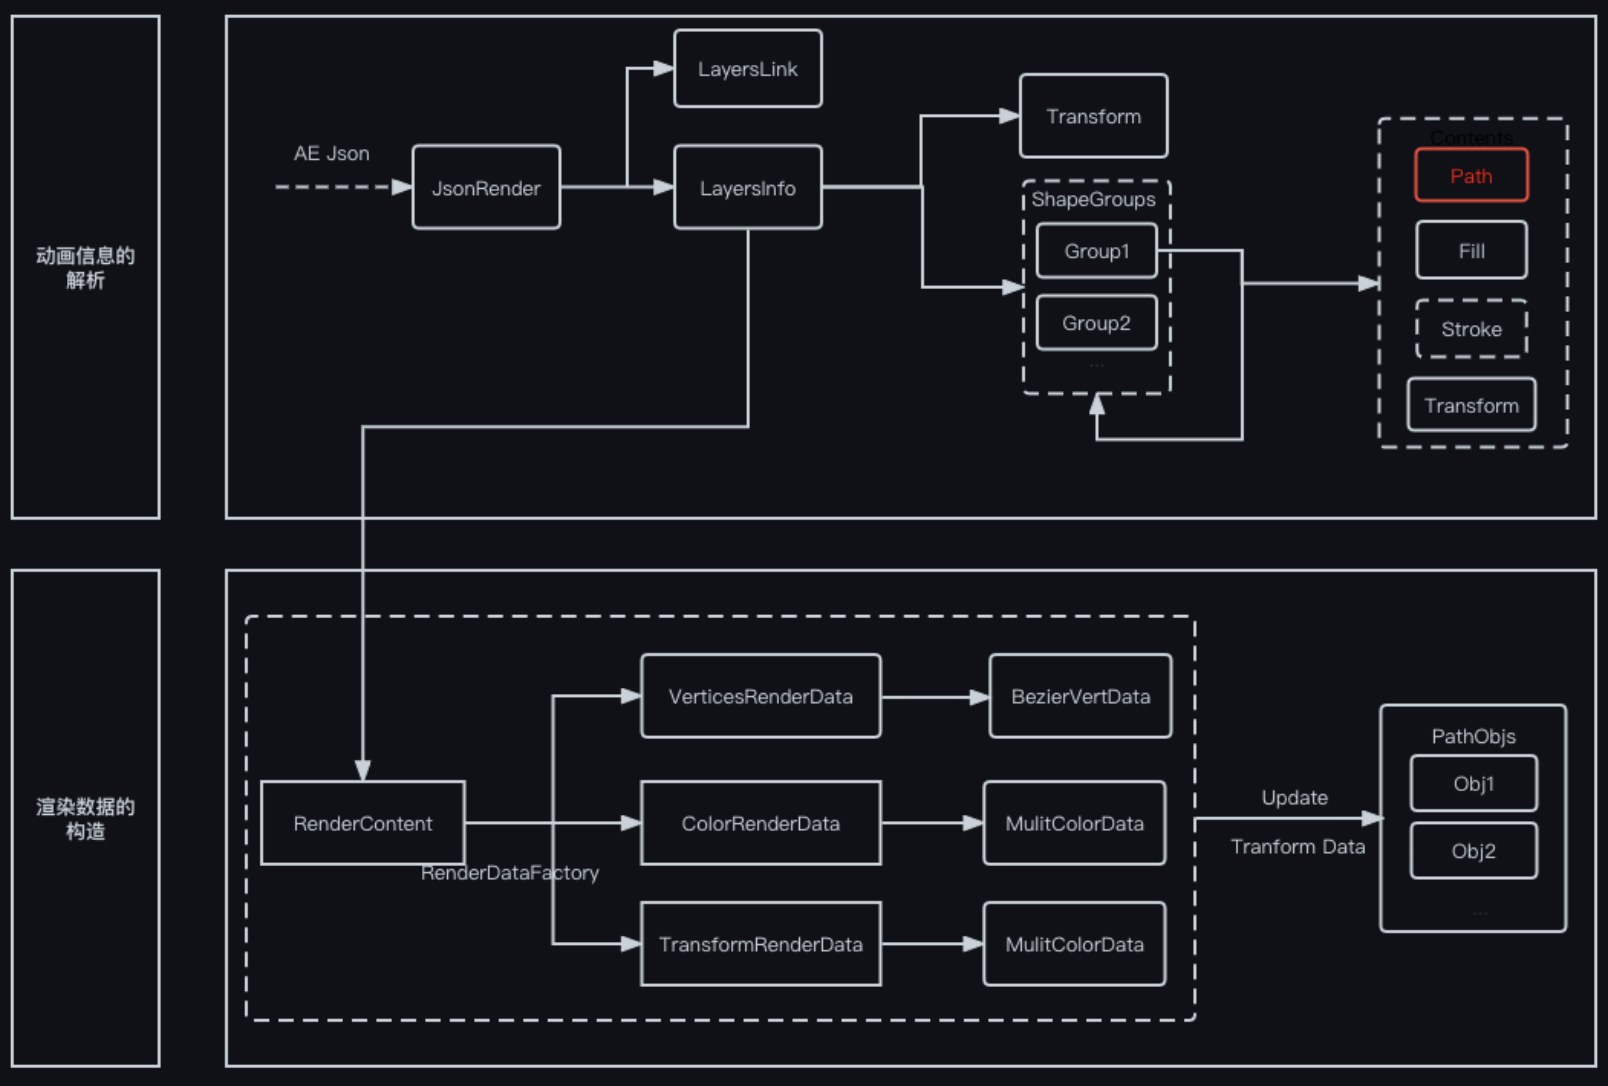 动画信息的
解析
AE Json
JsonRender
LayersLink
LayersInfo
Transform
ShapeGroups
Group1
Group2
...
Contents
Path
Fill
Stroke
Transform
渲染数据的
构造
RenderContent
RenderDataFactory
VerticesRenderData
BezierVertData
ColorRenderData
MulitColorData
TransformRenderData
MulitColorData
Update
Tranform Data
PathObjs
Obj1
Obj2
...